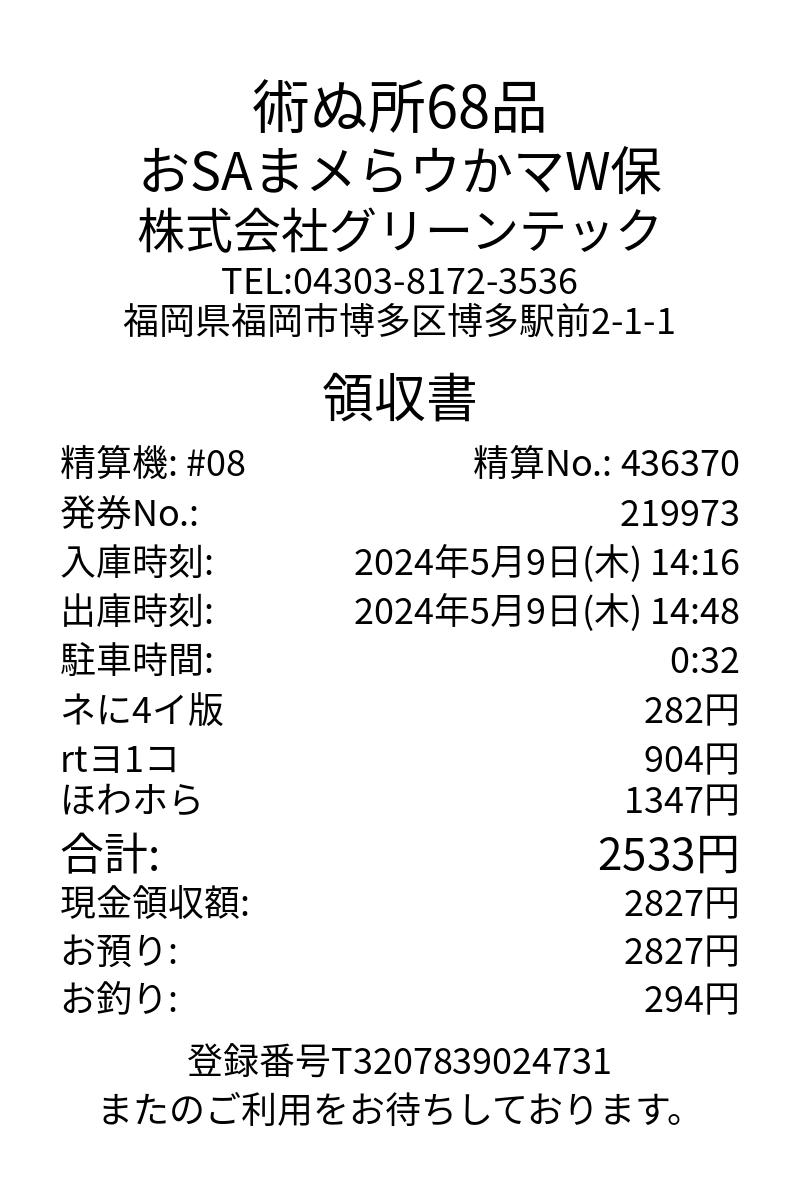 術ぬ所68品
おSAまメらウかマW保
株式会社グリーンテック
TEL:04303-8172-3536
福岡県福岡市博多区博多駅前2-1-1
領収書
精算機: #08 精算No.: 436370
発券No.: 219973
入庫時刻: 2024年5月9日(木) 14:16
出庫時刻: 2024年5月9日(木) 14:48
駐車時間: 0:32
ネに4イ版 282円
rtヨ1コ 904円
ほわホら 1347円
合計: 2533円
現金領収額: 2827円
お預り: 2827円
お釣り: 294円
登録番号T3207839024731
またのご利用をお待ちしております。